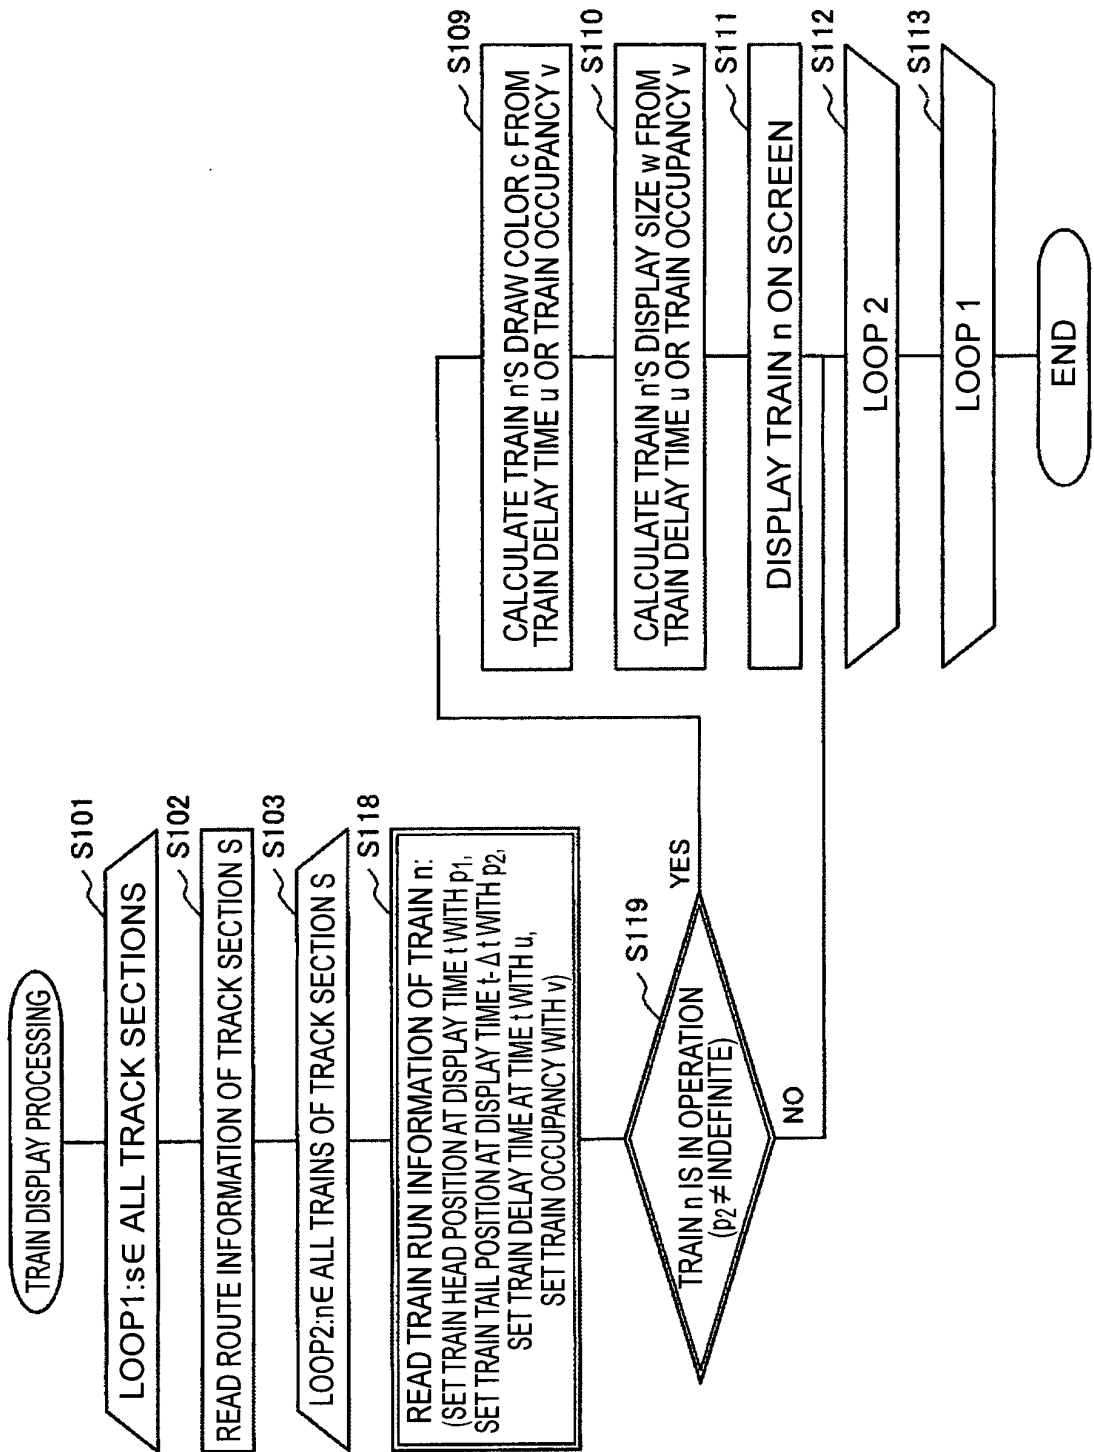 TRAIN DISPLAY PROCESSING
S101
LOOP1:s∈ ALL TRACK SECTIONS
S102
READ ROUTE INFORMATION OF TRACK SECTION S
S103
LOOP2:n∈ ALL TRAINS OF TRACK SECTION S
S118
READ TRAIN RUN INFORMATION OF TRAIN n:
(SET TRAIN HEAD POSITION AT DISPLAY TIME t WITH p1,
SET TRAIN TAIL POSITION AT DISPLAY TIME t-Δt WITH p2,
SET TRAIN DELAY TIME AT TIME t WITH u,
SET TRAIN OCCUPANCY WITH v)
S119
TRAIN n IS IN OPERATION
(p2≠INDEFINITE)
YES
NO
S109
CALCULATE TRAIN n'S DRAW COLOR c FROM
TRAIN DELAY TIME u OR TRAIN OCCUPANCY v
S110
CALCULATE TRAIN n'S DISPLAY SIZE w FROM
TRAIN DELAY TIME u OR TRAIN OCCUPANCY v
S111
DISPLAY TRAIN n ON SCREEN
S112
LOOP 2
S113
LOOP 1
END